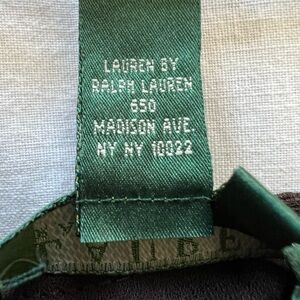 LAUREN BY
RALPH LAUREN
650
MADISON AVE.
NY NY 10022